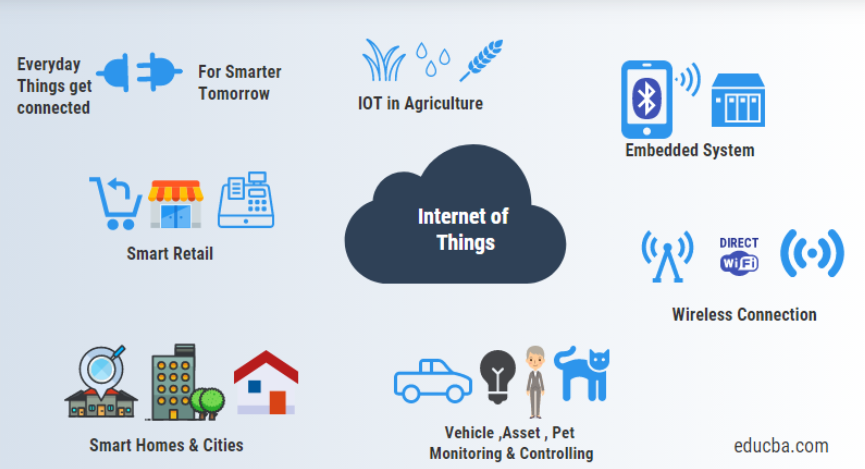 Everyday
Things get
connected
For Smarter
Tomorrow
IOT in Agriculture
Embedded System
Internet of
Things
Smart Retail
DIRECT
WiFi
Wireless Connection
Smart Homes & Cities
Vehicle ,Asset , Pet
Monitoring & Controlling
educba.com